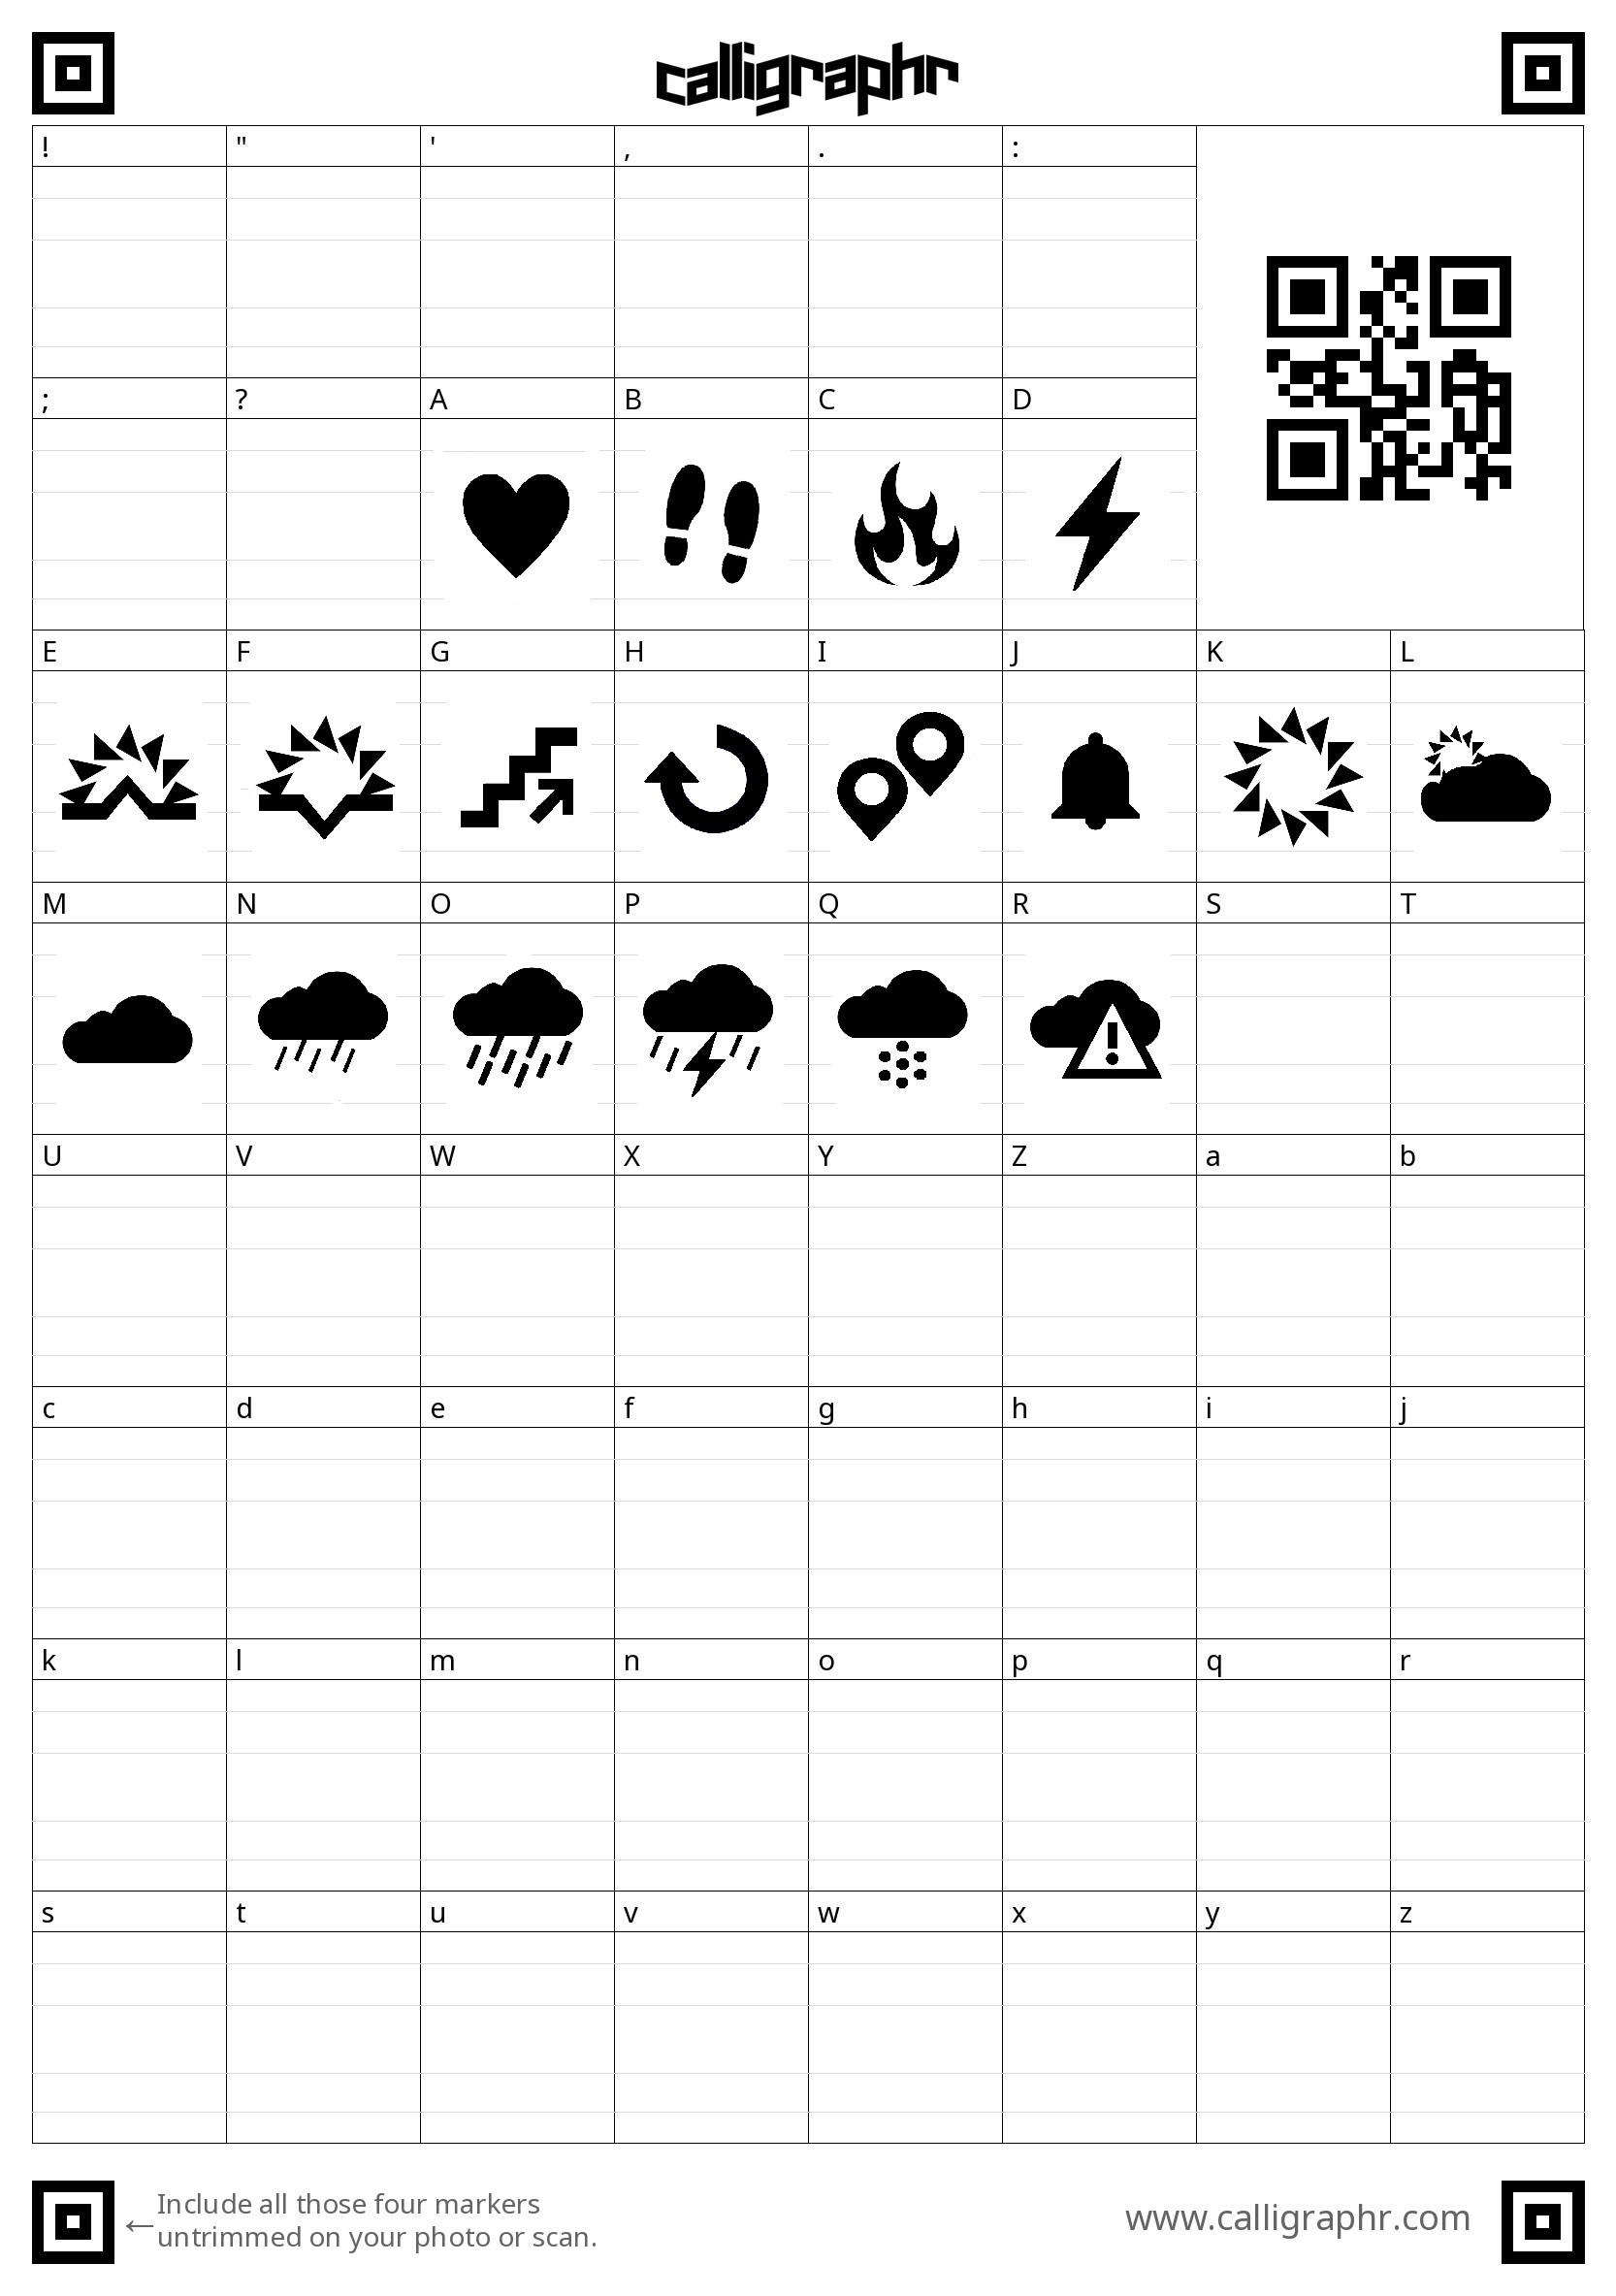 calligraphr
! " ' , . :
; ? A B C D
E F G H I J K L
M N O P Q R S T
U V W X Y Z a b
c d e f g h i j
k l m n o p q r
s t u v w x y z
←Include all those four markers
untrimmed on your photo or scan.
www.calligraphr.com